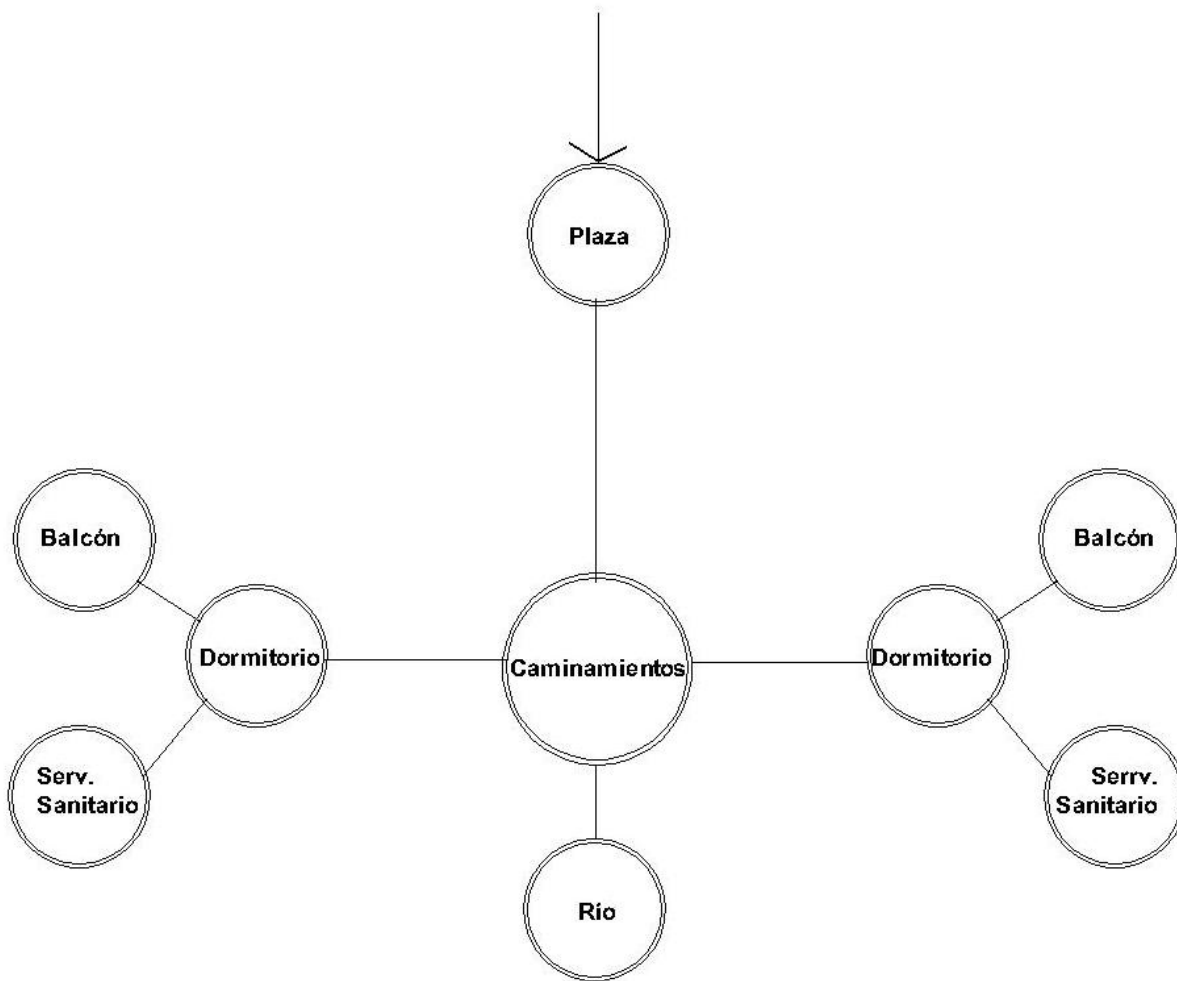 Plaza
Balcón
Balcón
Dormitorio
Caminamientos
Dormitorio
Serv.
Sanitario
Serrv.
Sanitario
Río